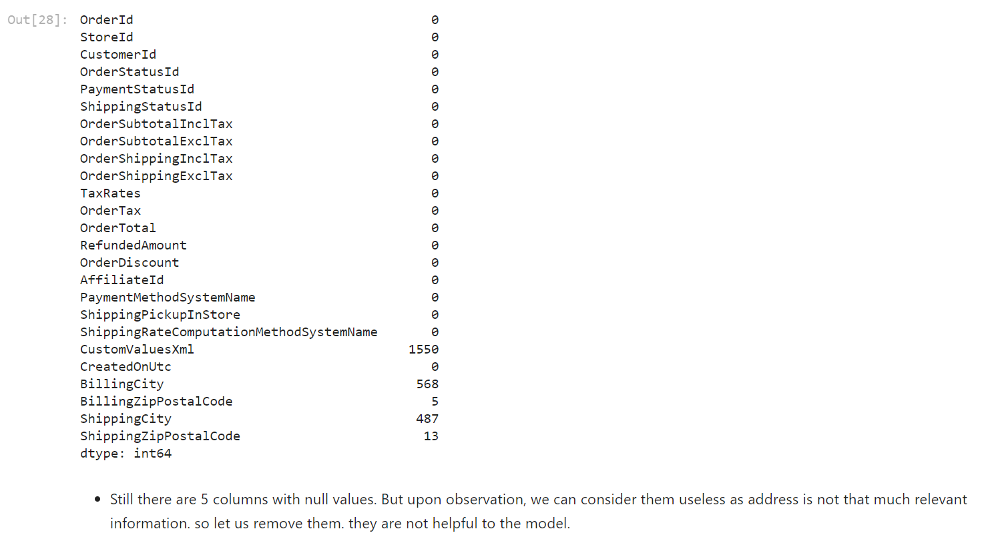 Out[28]: OrderId 0
StoreId 0
CustomerId 0
OrderStatusId 0
PaymentStatusId 0
ShippingStatusId 0
OrderSubtotalInclTax 0
OrderSubtotalExclTax 0
OrderShippingInclTax 0
OrderShippingExclTax 0
TaxRates 0
OrderTax 0
OrderTotal 0
RefundedAmount 0
OrderDiscount 0
AffiliateId 0
PaymentMethodSystemName 0
ShippingPickupInStore 0
ShippingRateComputationMethodSystemName 0
CustomValuesXml 1550
CreatedOnUtc 0
BillingCity 568
BillingZipPostalCode 5
ShippingCity 487
ShippingZipPostalCode 13
dtype: int64
• Still there are 5 columns with null values. But upon observation, we can consider them useless as address is not that much relevant
information. so let us remove them. they are not helpful to the model.